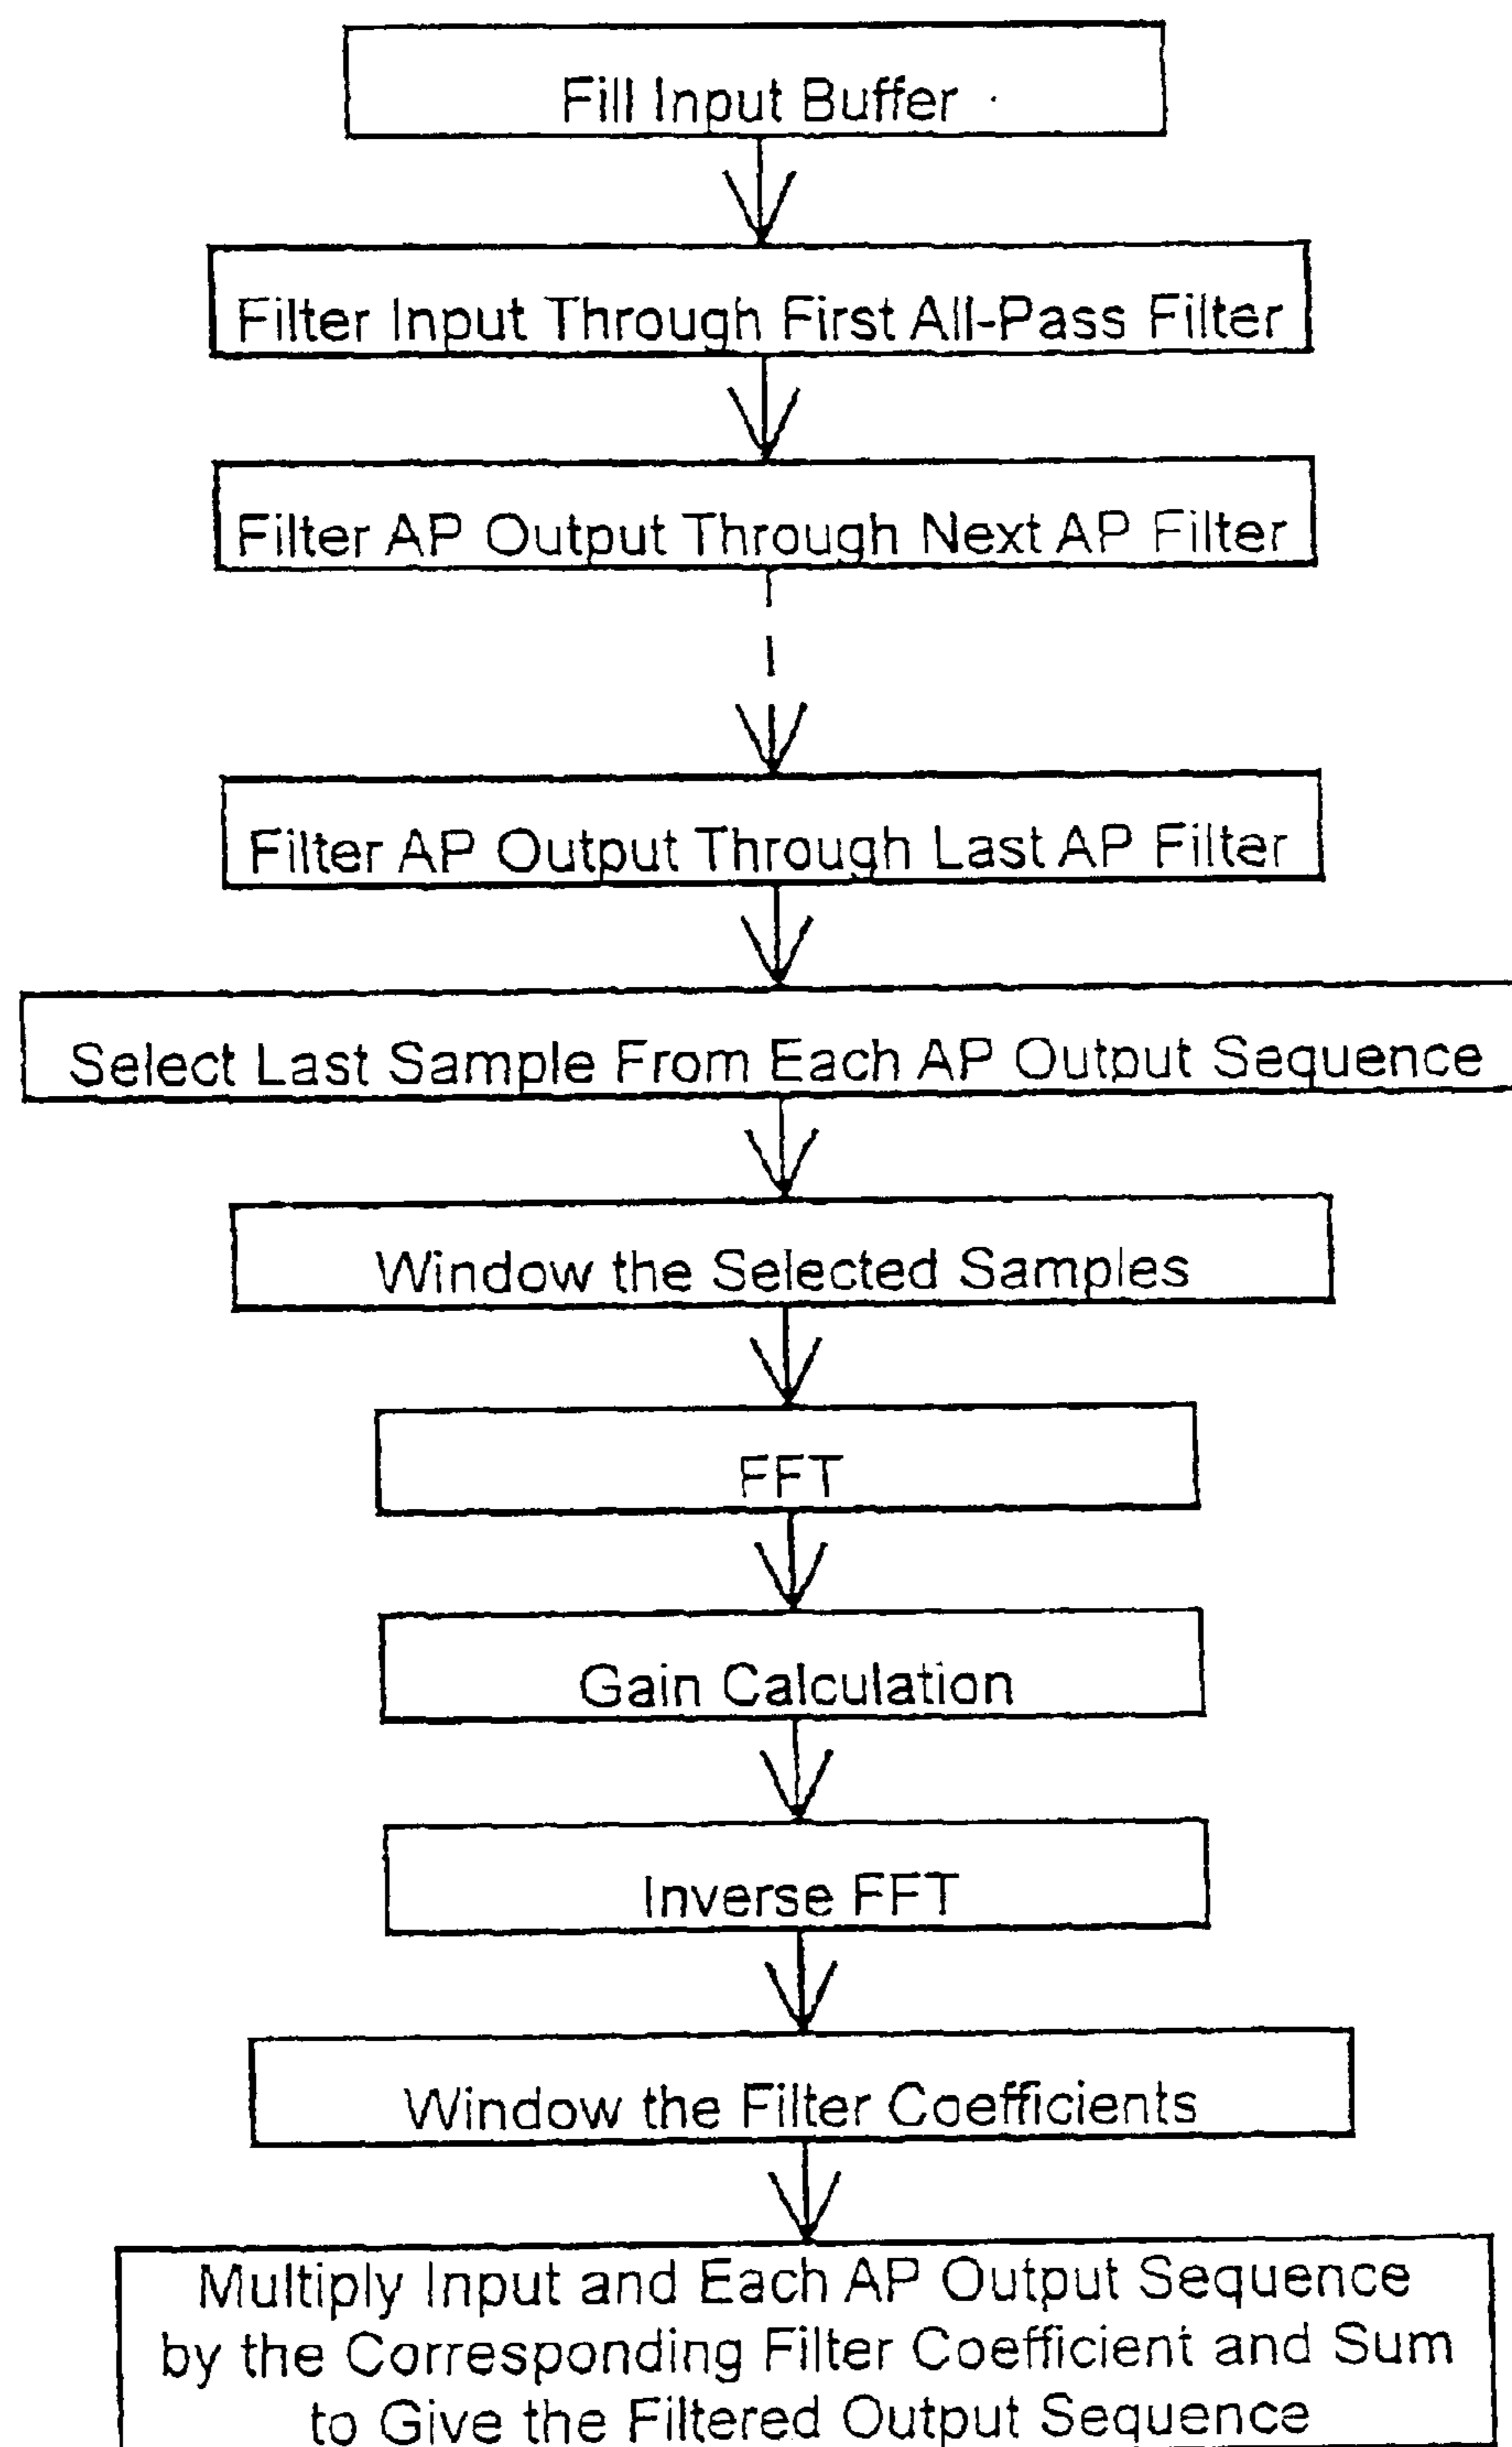 Fill Input Buffer
Filter Input Through First All-Pass Filter
Filter AP Output Through Next AP Filter
Filter AP Output Through Last AP Filter
Select Last Sample From Each AP Output Sequence
Window the Selected Samples
FFT
Gain Calculation
Inverse FFT
Window the Filter Coefficients
Multiply Input and Each AP Output Sequence
by the Corresponding Filter Coefficient and Sum
to Give the Filtered Output Sequence